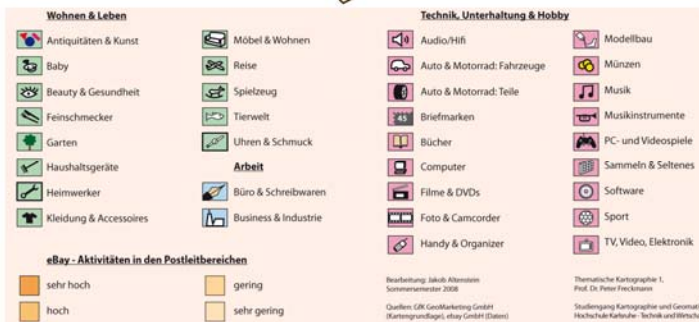 Wohnen & Leben
Antiquitäten & Kunst
Baby
Beauty & Gesundheit
Feinschmecker
Garten
Haushaltsgeräte
Heimwerker
Kleidung & Accessoires
Möbel & Wohnen
Reise
Spielzeug
Tierwelt
Uhren & Schmuck
Arbeit
Büro & Schreibwaren
Business & Industrie
Technik, Unterhaltung & Hobby
Audio/Hifi
Auto & Motorrad: Fahrzeuge
Auto & Motorrad: Teile
45
Briefmarken
Bücher
Computer
Filme & DVDs
Foto & Camcorder
Handy & Organizer
Modellbau
Münzen
Musik
Musikinstrumente
PC- und Videospiele
Sammeln & Seltenes
Software
Sport
TV, Video, Elektronik
eBay - Aktivitäten in den Postleitbereichen
sehr hoch
hoch
gering
sehr gering
Bearbeitung: Jakob Altenstein
Sommersemester 2008
Quellen: GfK GeoMarketing GmbH
(Kartengrundlage), ebay GmbH (Daten)
Thematische Kartographie 1,
Prof. Dr. Peter Freckmann
Studiengang Kartographie und Geomat
Hochschule Karlsruhe - Technik und Wirtsc